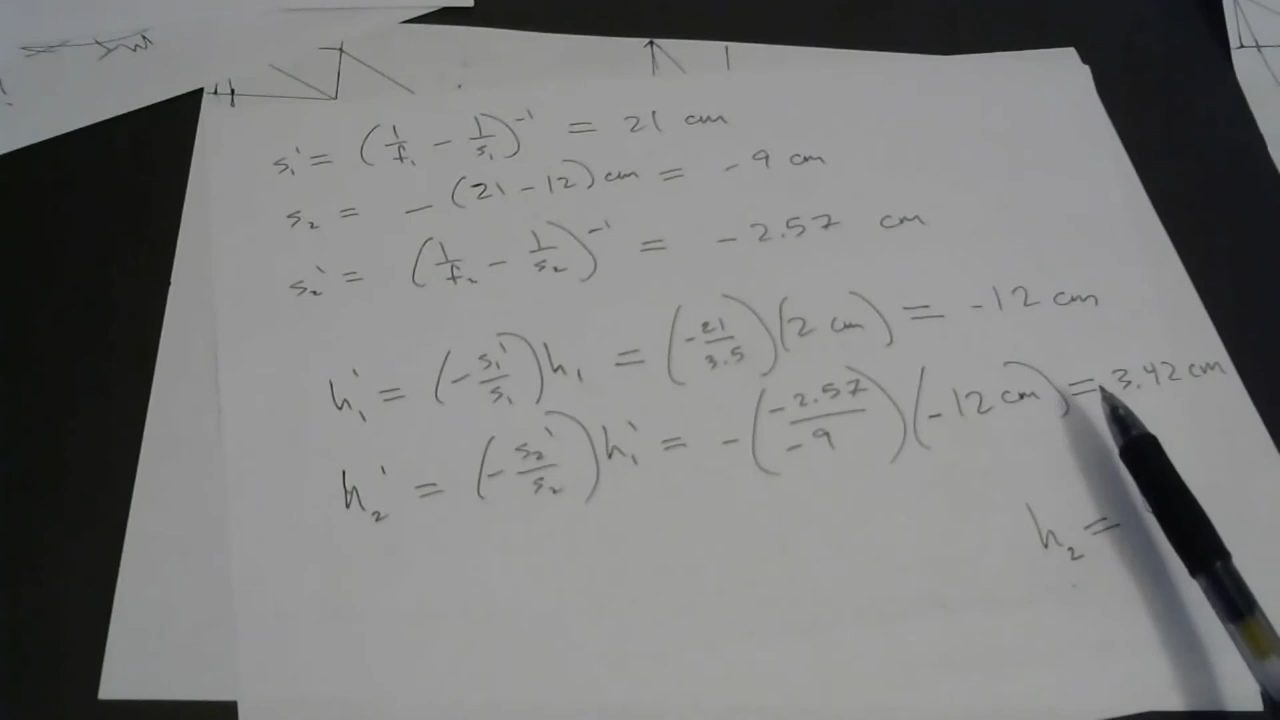 s₁' = (1/f₁ - 1/s₁)⁻¹ = 21 cm
s₂ = -(21-12) cm = -9 cm
s₂' = (1/f₂ - 1/s₂)⁻¹ = -2.57 cm
h₁' = (-s₁'/s₁)h₁ = (-21/3.5)(2 cm) = -12 cm
h₂' = (-s₂'/s₂)h₁' = -(-2.57/-9)(-12 cm) = 3.42 cm
h₂ =